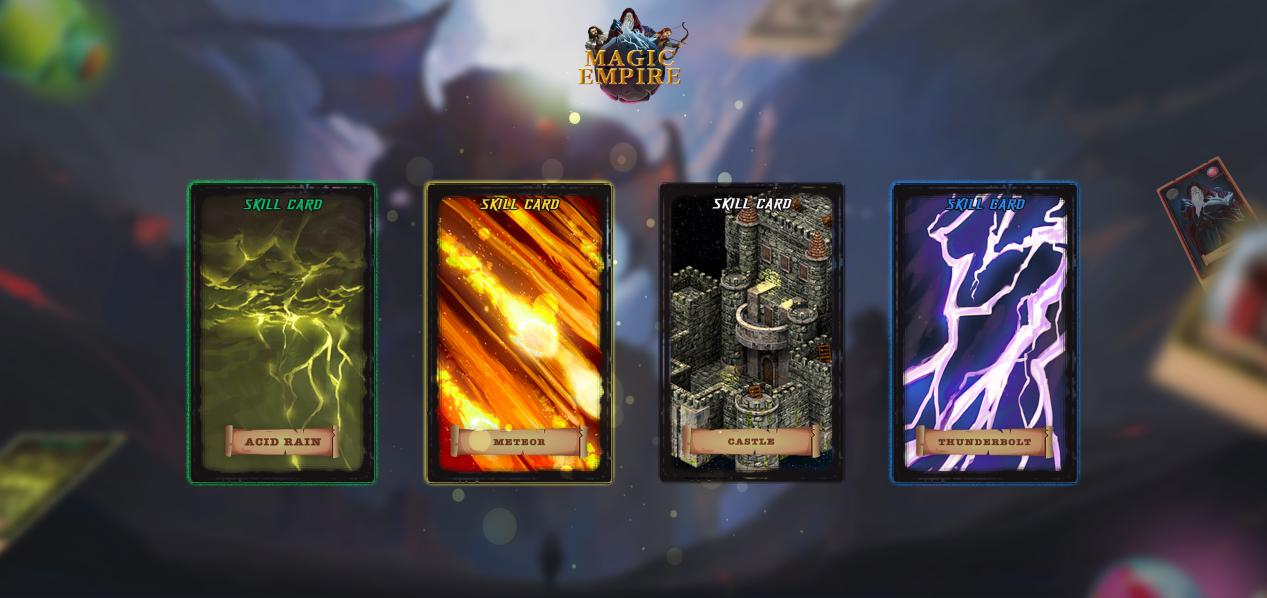 MAGIC
EMPIRE
SKILL CARD
ACID RAIN
SKILL CARD
METEOR
SKILL CARD
CASTLE
SKILL CARD
THUNDERBOLT